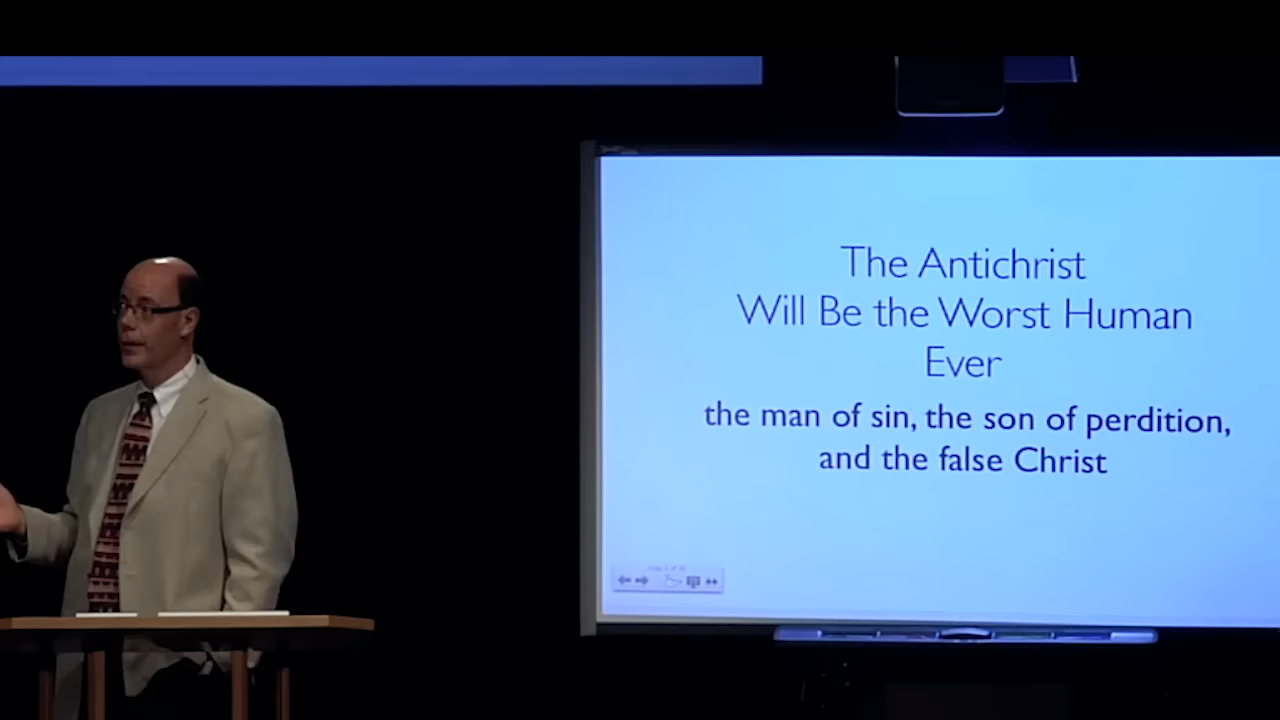 The Antichrist
Will Be the Worst Human
Ever
the man of sin, the son of perdition,
and the false Christ